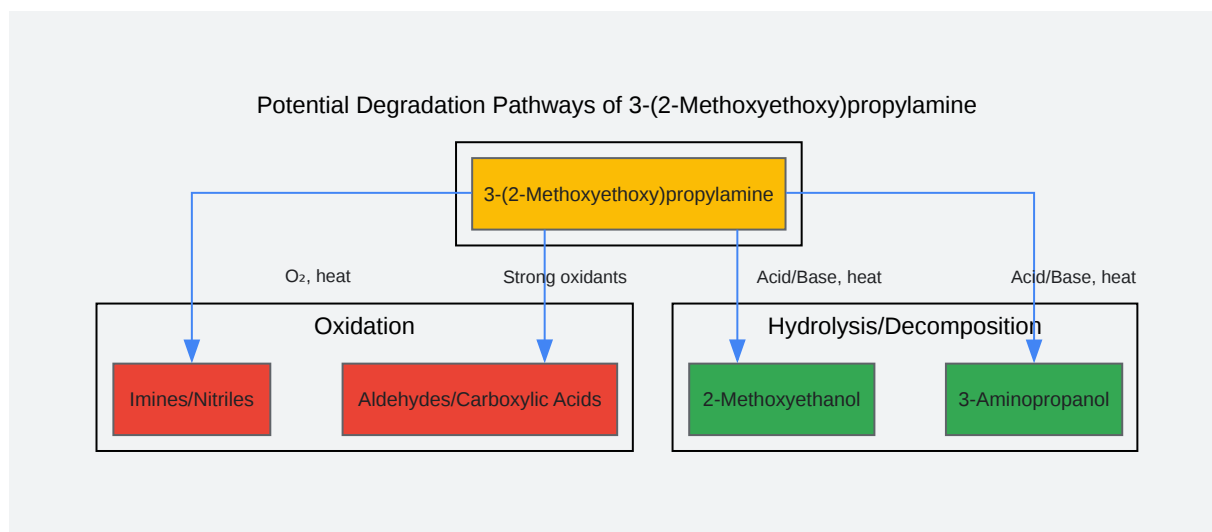 Potential Degradation Pathways of 3-(2-Methoxyethoxy)propylamine
3-(2-Methoxyethoxy)propylamine
O₂, heat
Strong oxidants
Acid/Base, heat
Acid/Base, heat
Oxidation
Hydrolysis/Decomposition
Imines/Nitriles
Aldehydes/Carboxylic Acids
2-Methoxyethanol
3-Aminopropanol